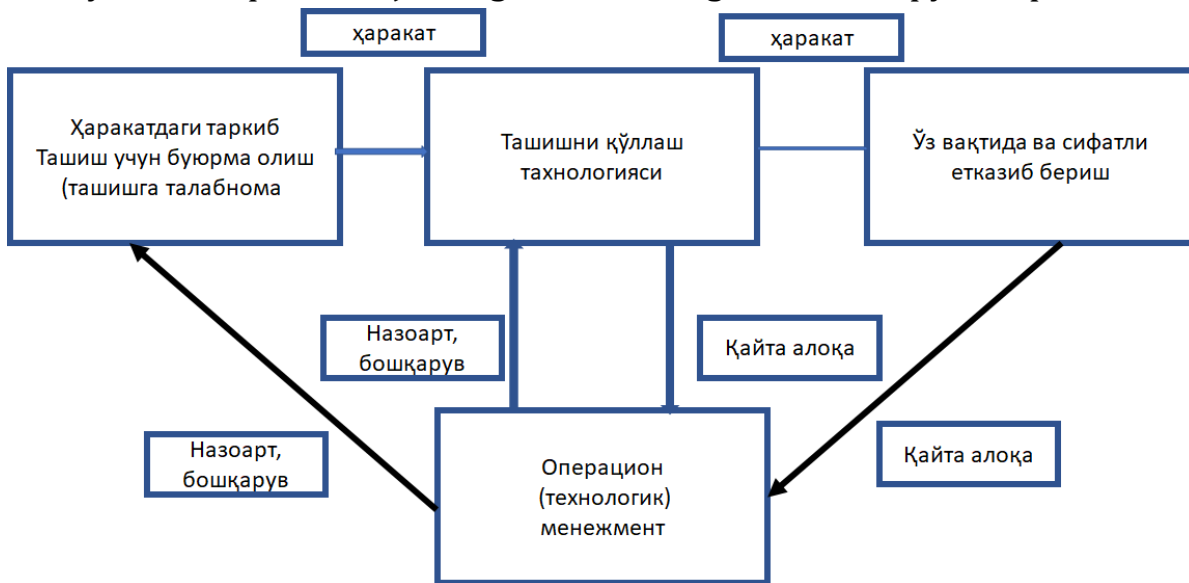 ҳаракат
ҳаракат
Ҳаракатдаги таркиб
Ташиш учун буюрма олиш
(ташишга талабнома
Ташишни қўллаш
тахнологияси
Ўз вақтида ва сифатли
етказиб бериш
Назоарт,
бошқарув
Қайта алоқа
Назоарт,
бошқарув
Қайта алоқа
Операцион
(технологик)
менежмент